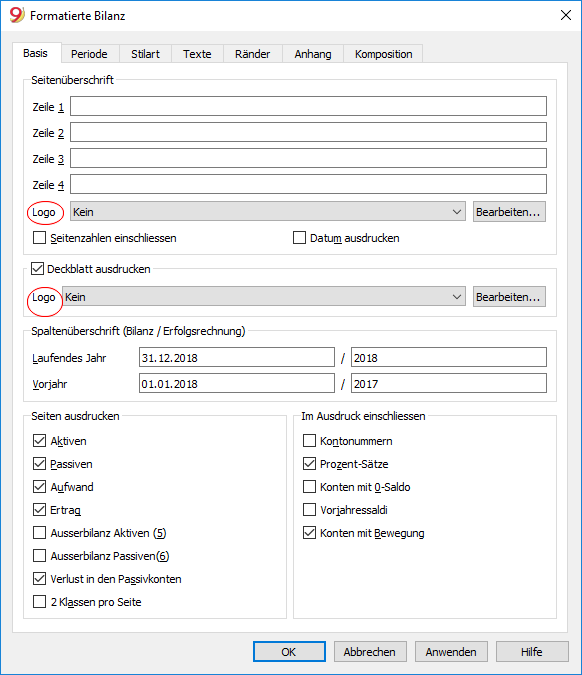 9 Formatierte Bilanz
Basis Periode Stilart Texte Ränder Anhang Komposition
Seitenüberschrift
Zeile 1
Zeile 2
Zeile 3
Zeile 4
Logo Kein Bearbeiten...
Seitenzahlen einschliessen Datum ausdrucken
Deckblatt ausdrucken
Logo Kein Bearbeiten...
Spaltenüberschrift (Bilanz / Erfolgsrechnung)
Laufendes Jahr 31.12.2018 / 2018
Vorjahr 01.01.2018 / 2017
Seiten ausdrucken
Aktiven
Passiven
Aufwand
Ertrag
Ausserbilanz Aktiven (5)
Ausserbilanz Passiven(6)
Verlust in den Passivkonten
2 Klassen pro Seite
Im Ausdruck einschliessen
Kontonummern
Prozent-Sätze
Konten mit 0-Saldo
Vorjahressaldi
Konten mit Bewegung
OK Abbrechen Anwenden Hilfe